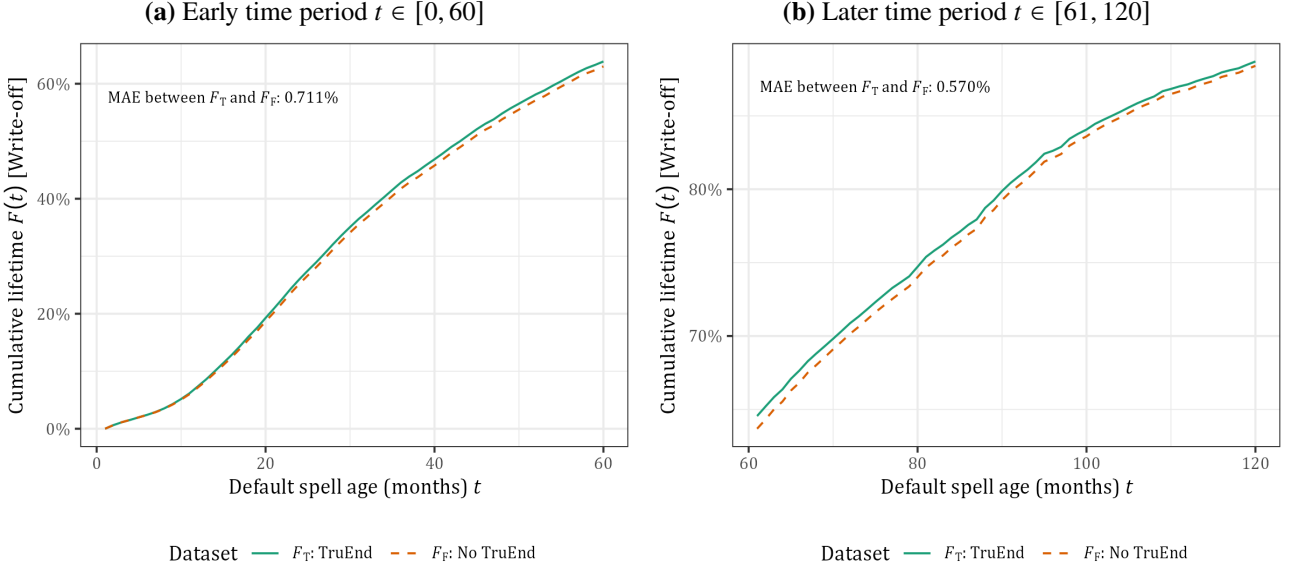 (a) Early time period t ∈ [0, 60]
MAE between F_T and F_F: 0.711%
Cumulative lifetime F(t) [Write-off]
60%
40%
20%
0%
0 20 40 60
Default spell age (months) t
Dataset F_T: TruEnd F_F: No TruEnd
(b) Later time period t ∈ [61, 120]
MAE between F_T and F_F: 0.570%
Cumulative lifetime F(t) [Write-off]
80%
70%
60 80 100 120
Default spell age (months) t
Dataset F_T: TruEnd F_F: No TruEnd